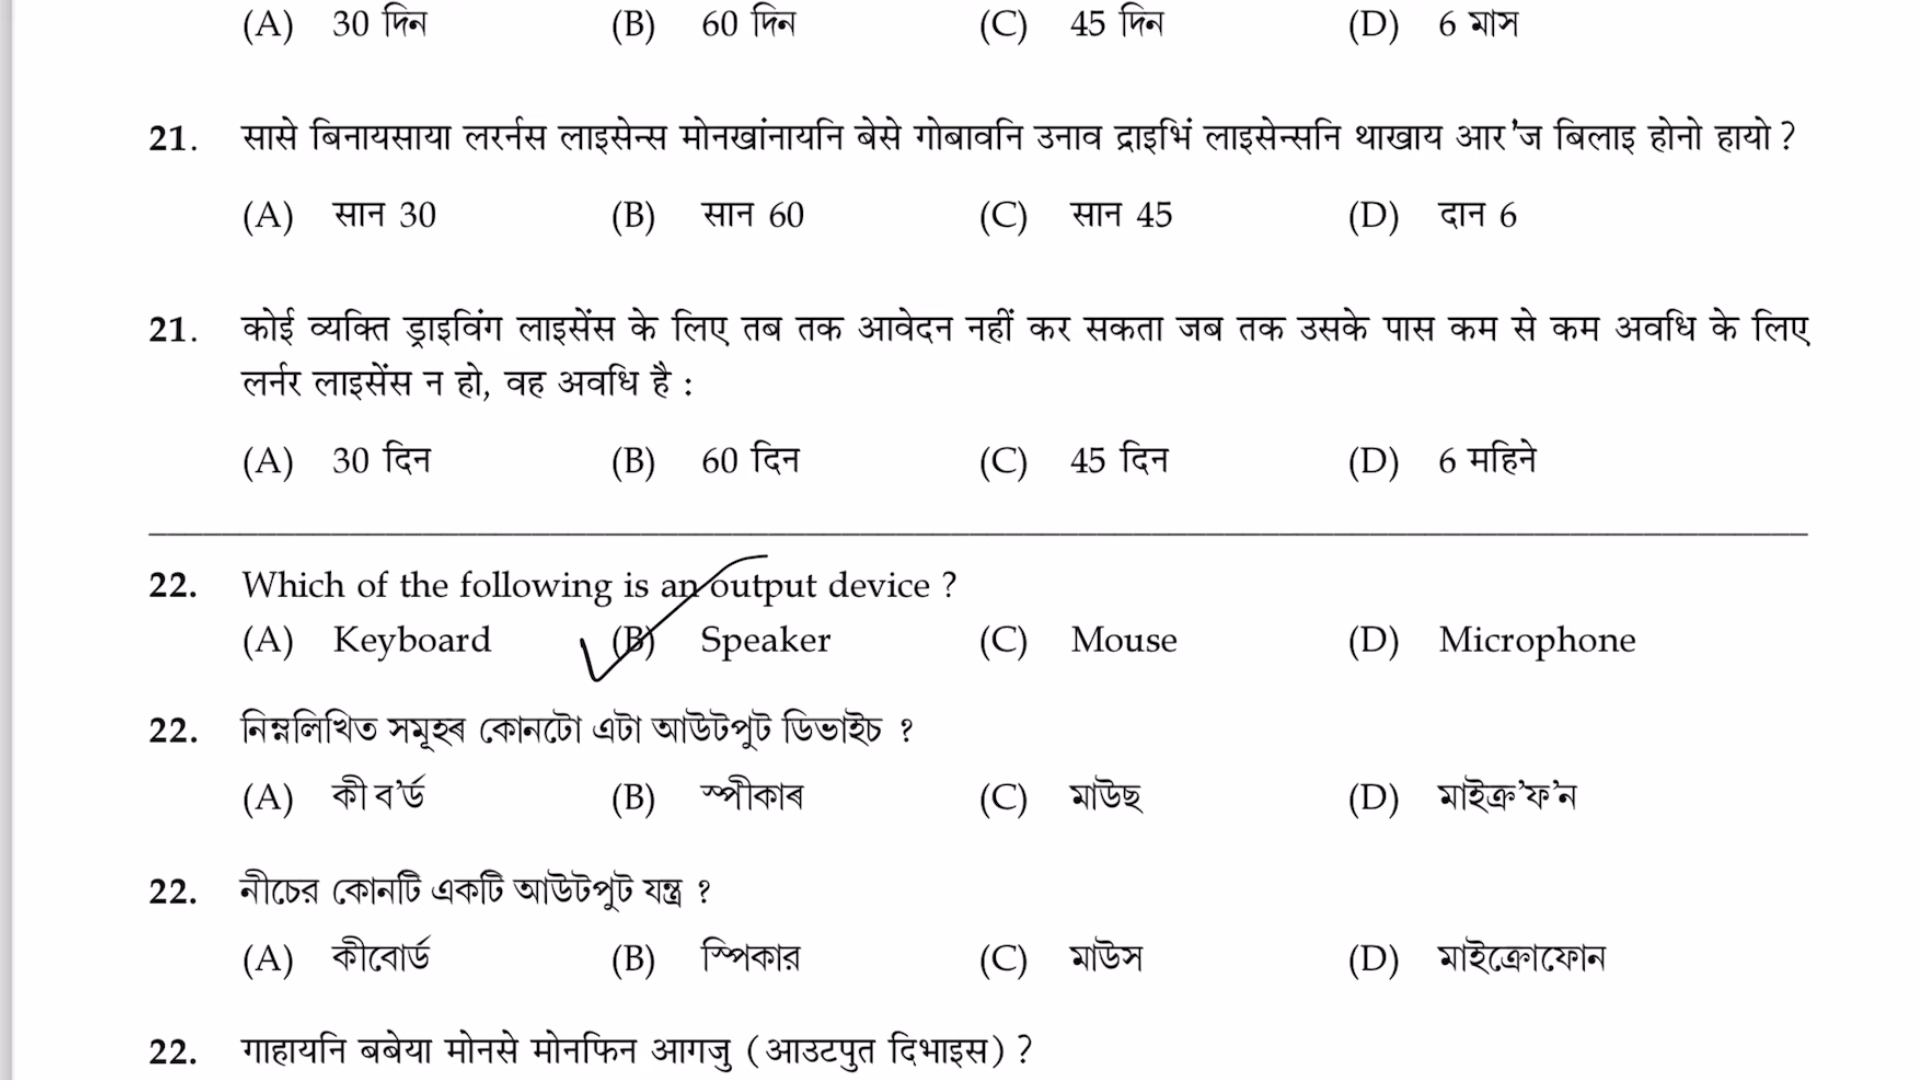 (A) 30 দিন (B) 60 দিন (C) 45 দিন (D) 6 মাস
21. सासे बिनायसाया लरर्नस लाइसेन्स मोनखांनायनि बेसे गोबावनि उनाव द्राइभिं लाइसेन्सनि थाखाय आर'ज बिलाइ होनो हायो ?
(A) सान 30 (B) सान 60 (C) सान 45 (D) दान 6
21. कोई व्यक्ति ड्राइविंग लाइसेंस के लिए तब तक आवेदन नहीं कर सकता जब तक उसके पास कम से कम अवधि के लिए
लर्नर लाइसेंस न हो, वह अवधि है :
(A) 30 दिन (B) 60 दिन (C) 45 दिन (D) 6 महिने
22. Which of the following is an output device ?
(A) Keyboard (B) Speaker (C) Mouse (D) Microphone
22. নিম্নলিখিত সমূহৰ কোনটো এটা আউটপুট ডিভাইচ ?
(A) কী ব'ৰ্ড (B) স্পীকাৰ (C) মাউছ (D) মাইক্ৰ'ফ'ন
22. নীচের কোনটি একটি আউটপুট যন্ত্র ?
(A) কীবোর্ড (B) স্পিকার (C) মাউস (D) মাইক্রোফোন
22. गाहायनि बबेया मोनसे मोनफिन आगजु (आउटपुत दिभाइस) ?